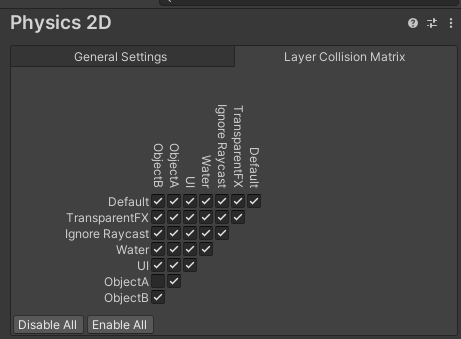 Physics 2D
General Settings
Layer Collision Matrix
ObjectB
ObjectA
UI
Water
Ignore Raycast
TransparentFX
Default
Default
TransparentFX
Ignore Raycast
Water
UI
ObjectA
ObjectB
Disable All
Enable All